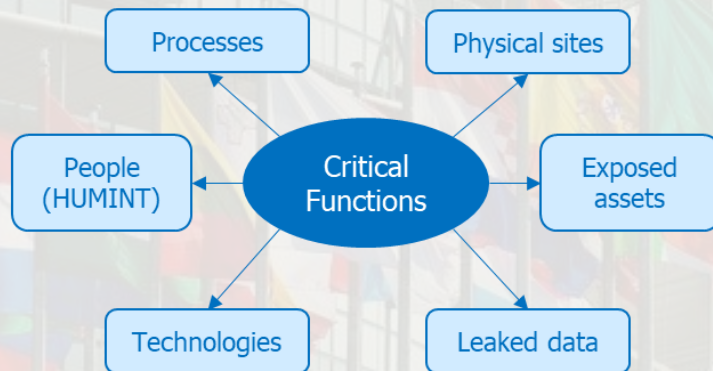 Processes
Physical sites
People
(HUMINT)
Critical
Functions
Exposed
assets
Technologies
Leaked data